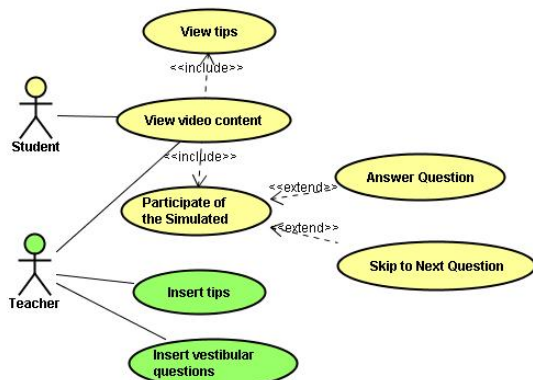 View tips
<<include>>
View video content
Student
<<include>>
<<extend>>
Answer Question
Participate of
the Simulated
<<extend>>
Skip to Next Question
Teacher
Insert tips
Insert vestibular
questions